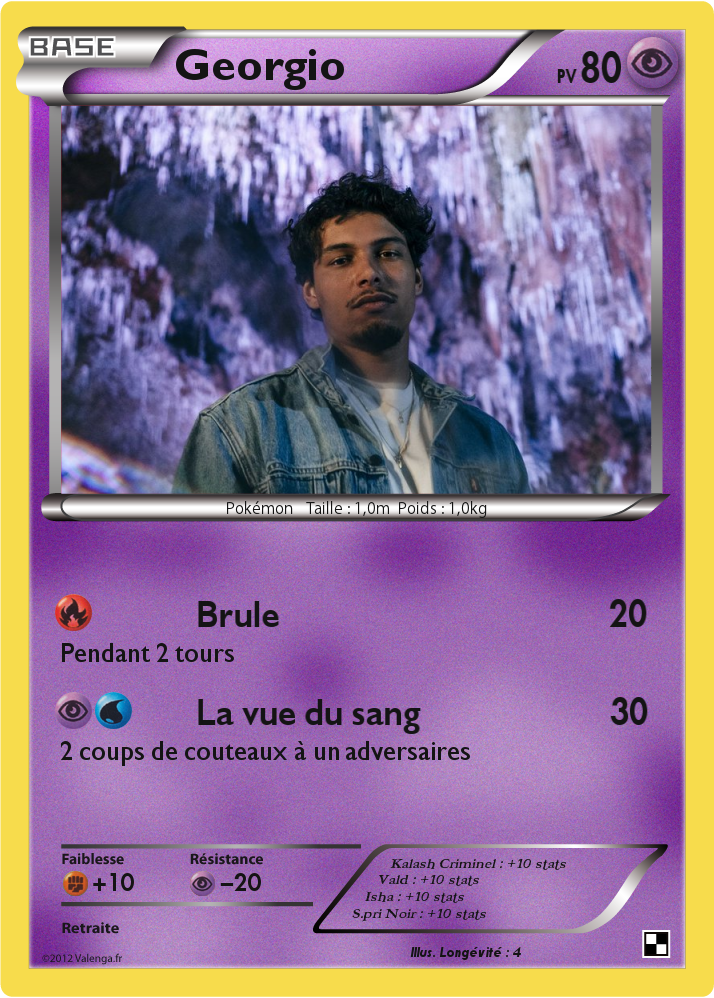 BASE
Georgio
PV 80
Pokémon Taille : 1,0m Poids : 1,0kg
Brule 20
Pendant 2 tours
La vue du sang 30
2 coups de couteaux à un adversaires
Faiblesse Résistance
+10 −20
Retraite
Kalash Criminel : +10 stats
Vald : +10 stats
Isha : +10 stats
S.pri Noir : +10 stats
Illus. Longévité : 4
©2012 Valenga.fr